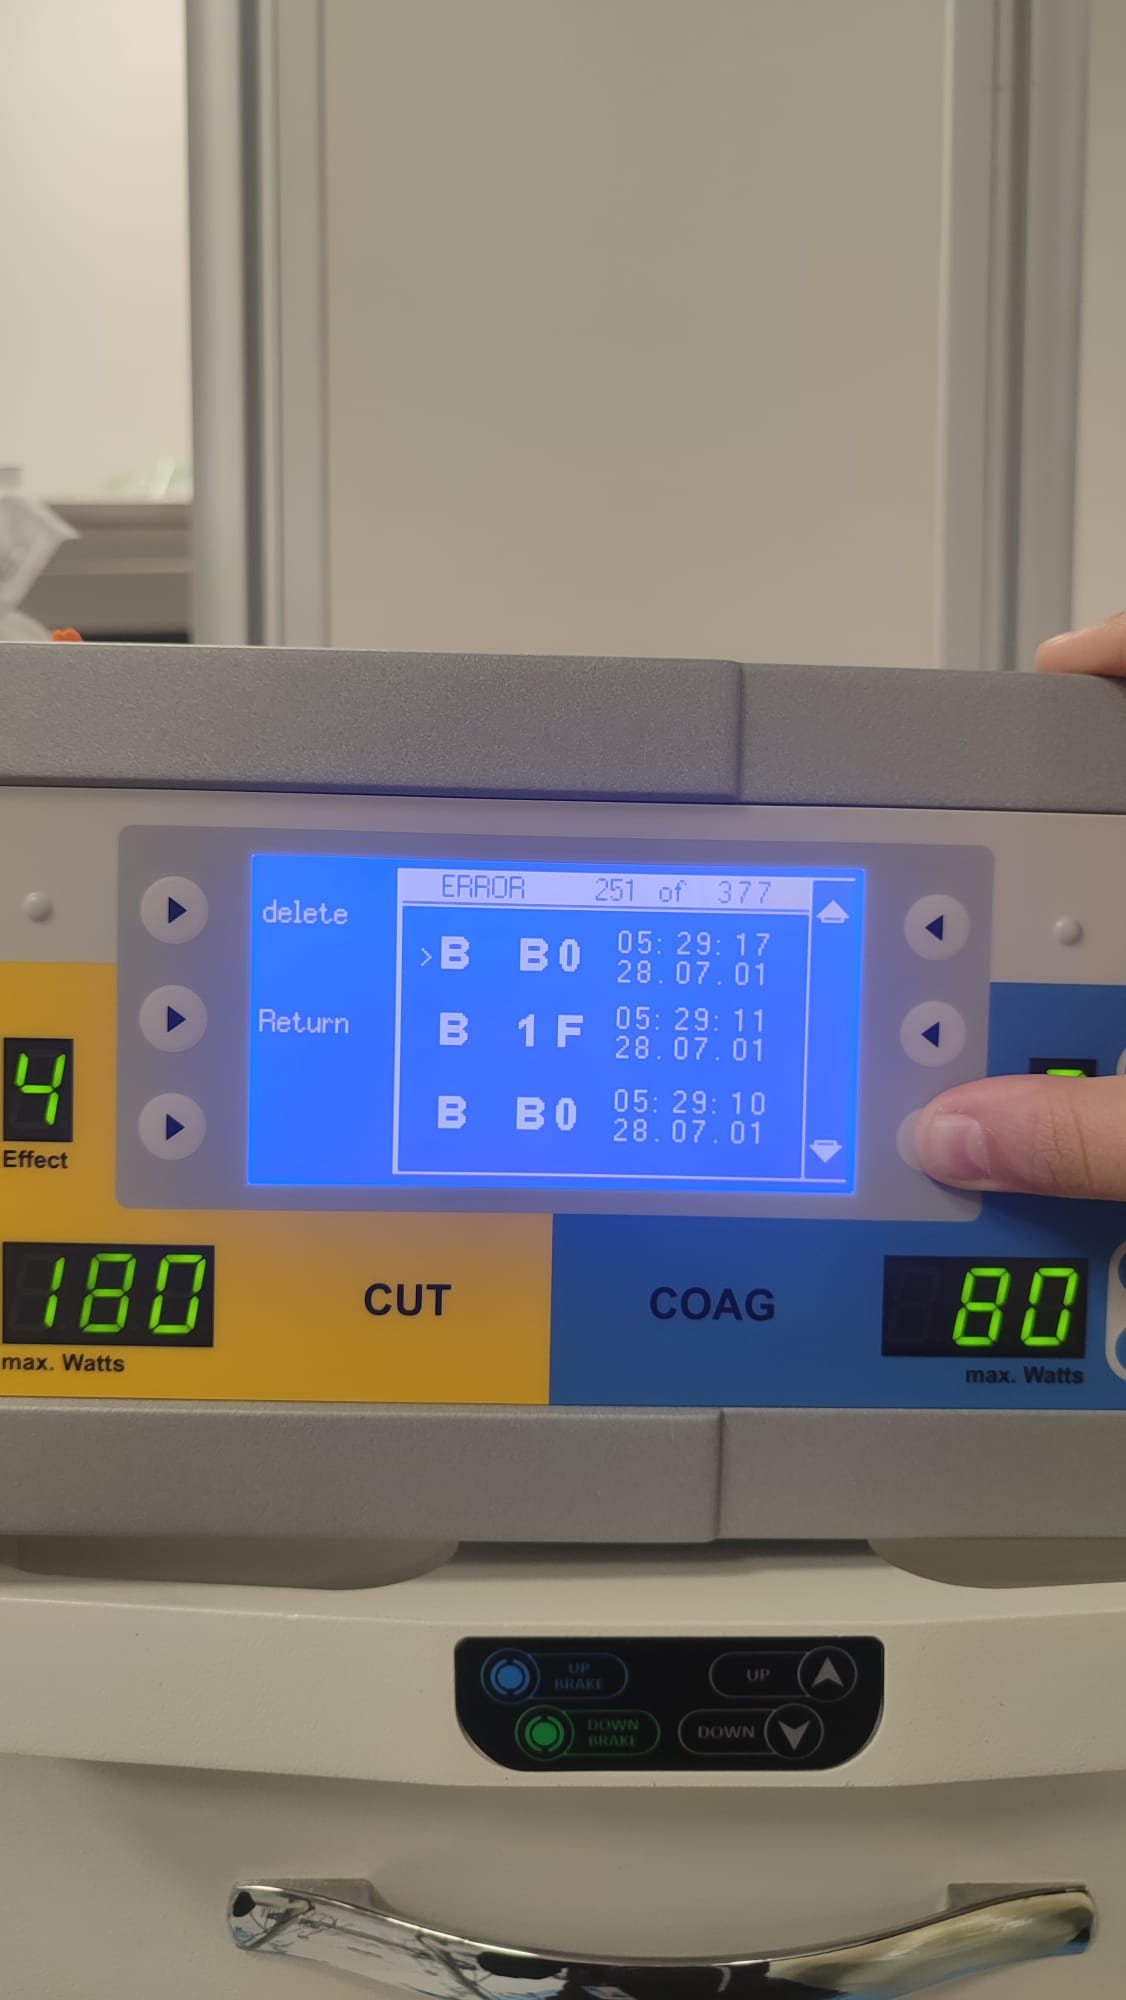 delete
Return
ERROR 251 of 377
>B B0 05:29:17
28.07.01
B 1F 05:29:11
28.07.01
B B0 05:29:10
28.07.01
4
Effect
180
max. Watts
CUT
COAG
80
max. Watts
UP
BRAKE
UP
DOWN
BRAKE
DOWN